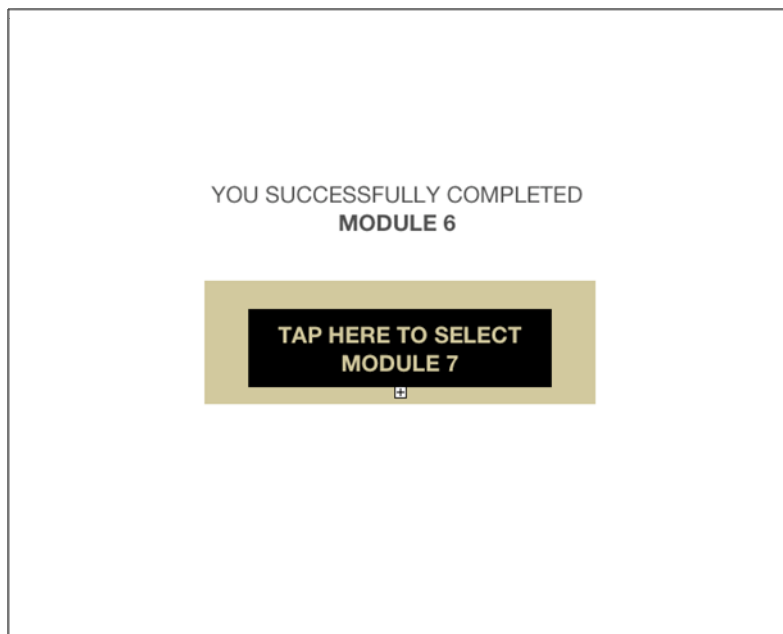 YOU SUCCESSFULLY COMPLETED
MODULE 6
TAP HERE TO SELECT
MODULE 7